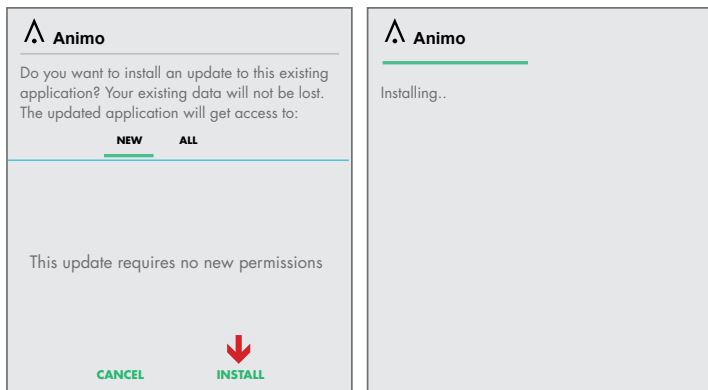 Animo
Do you want to install an update to this existing
application? Your existing data will not be lost.
The updated application will get access to:
NEW ALL
This update requires no new permissions
CANCEL INSTALL
Animo
Installing..